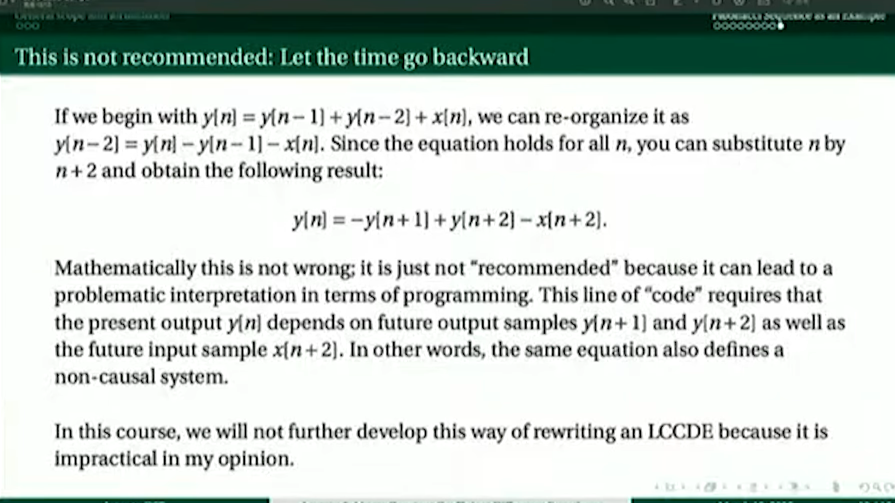 This is not recommended: Let the time go backward
If we begin with y[n] = y[n−1] + y[n−2] + x[n], we can re-organize it as
y[n−2] = y[n] − y[n−1] − x[n]. Since the equation holds for all n, you can substitute n by
n+2 and obtain the following result:
y[n] = −y[n+1] + y[n+2] − x[n+2].
Mathematically this is not wrong; it is just not “recommended” because it can lead to a
problematic interpretation in terms of programming. This line of “code” requires that
the present output y[n] depends on future output samples y[n+1] and y[n+2] as well as
the future input sample x[n+2]. In other words, the same equation also defines a
non-causal system.
In this course, we will not further develop this way of rewriting an LCCDE because it is
impractical in my opinion.